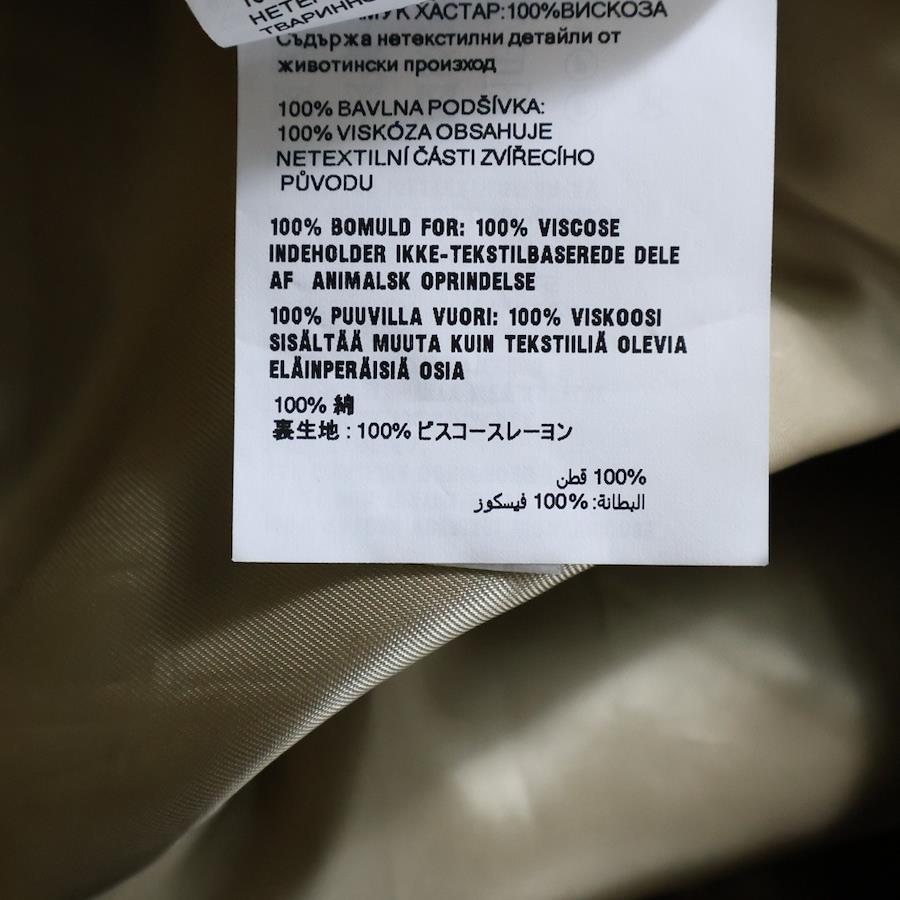 НЕТЕ
ТВАРИННО
МУК ХАСТАР:100%ВИСКОЗА
Съдържа нетекстилни детайли от
животински произход
100% BAVLNA PODŠÍVKA:
100% VISKÓZA OBSAHUJE
NETEXTILNÍ ČÁSTI ZVÍŘECÍHO
PŮVODU
100% BOMULD FOR: 100% VISCOSE
INDEHOLDER IKKE-TEKSTILBASEREDE DELE
AF ANIMALSK OPRINDELSE
100% PUUVILLA VUORI: 100% VISKOOSI
SISÄLTÄÄ MUUTA KUIN TEKSTIILIÄ OLEVIA
ELÄINPERÄISIÄ OSIA
100% 綿
裏生地 : 100% ビスコースレーヨン
100% قطن
البطانة: 100% فيسكوز